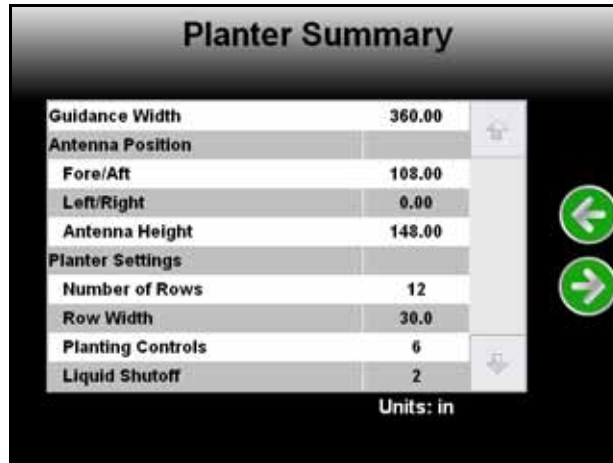 Planter Summary
Guidance Width 360.00
Antenna Position
Fore/Aft 108.00
Left/Right 0.00
Antenna Height 148.00
Planter Settings
Number of Rows 12
Row Width 30.0
Planting Controls 6
Liquid Shutoff 2
Units: in